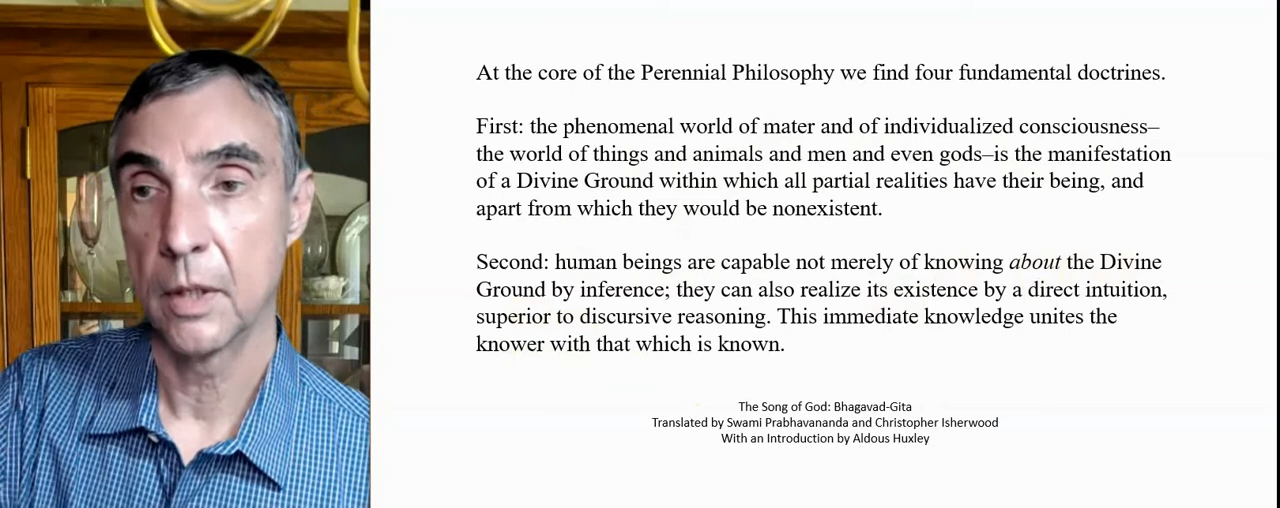 At the core of the Perennial Philosophy we find four fundamental doctrines.
First: the phenomenal world of mater and of individualized consciousness–
the world of things and animals and men and even gods–is the manifestation
of a Divine Ground within which all partial realities have their being, and
apart from which they would be nonexistent.
Second: human beings are capable not merely of knowing about the Divine
Ground by inference; they can also realize its existence by a direct intuition,
superior to discursive reasoning. This immediate knowledge unites the
knower with that which is known.
The Song of God: Bhagavad-Gita
Translated by Swami Prabhavananda and Christopher Isherwood
With an Introduction by Aldous Huxley